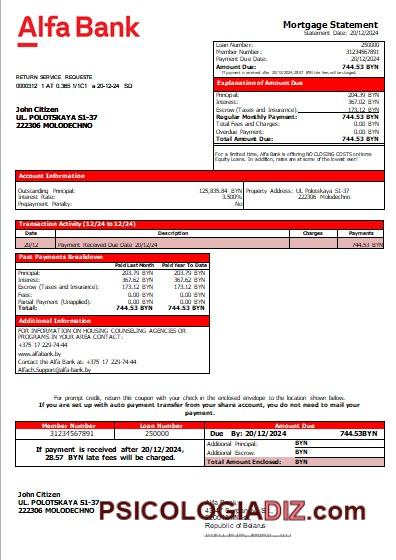 Alfa Bank
Mortgage Statement
Statement Date: 20/12/2024
Loan Number: 250000
Member Number: 31234567891
Payment Due Date: 20/12/2024
Amount Due: 744.53 BYN
If payment is received after 20/12/2024, 28.57 BYN late fees will be charged.
RETURN SERVICE REQUESTE
0000312 1 AT 0.365 1/1C1 a 20-12-24 SO
John Citizen
UL. POLOTSKAYA 51-37
222306 MOLODECHNO
Explanation of Amount Due
Principal: 204.39 BYN
Interest: 367.02 BYN
Escrow (Taxes and Insurance): 173.12 BYN
Regular Monthly Payment: 744.53 BYN
Total Fees and Charges: 0.00 BYN
Overdue Payment: 0.00 BYN
Total Amount Due: 744.53 BYN
For a limited time, Alfa Bank is offering NO CLOSING COSTS on Home
Equity Loans. In addition, rates are at some of the lowest ever!
Account Information
Outstanding Principal: 125,835.84 BYN
Interest Rate: 3.500%
Prepayment Penalty: No
Property Address: UL Polotskaya 51-37
222306 Molodechno
Transaction Activity (12/24 to 12/24)
Date Description Charges Payments
20/12 Payment Received Due Date 20/12/24 744.53 BYN
Past Payments Breakdown
Paid Last Month Paid Year To Date
Principal: 203.79 BYN 203.79 BYN
Interest: 367.62 BYN 367.62 BYN
Escrow (Taxes and Insurance): 173.12 BYN 173.12 BYN
Fees: 0.00 BYN 0.00 BYN
Partial Payment (Unapplied): 0.00 BYN 0.00 BYN
Total: 744.53 BYN 744.53 BYN
Additional Information
FOR INFORMATION ON HOUSING COUNSELING AGENCIES OR
PROGRAMS IN YOUR AREA CONTACT:
+375 17 229-74-44
www.alfabank.by
Contact the Alfa Bank at: +375 17 229-74-44
Alfach.Support@alfa-bank.by
For prompt credit, return this coupon with your check in the enclosed envelope to the location shown below.
If you are set up with auto payment transfer from your share account, you do not need to mail your
payment.
Member Number Loan Number Amount Due
31234567891 250000 Due By: 20/12/2024 744.53BYN
If payment is received after 20/12/2024,
28.57 BYN late fees will be charged.
Additional Principal: BYN
Additional Escrow: BYN
Total Amount Enclosed: BYN
John Citizen
UL. POLOTSKAYA 51-37
222306 MOLODECHNO
Republic of Belarus
PSICOLOGIADIZ.com